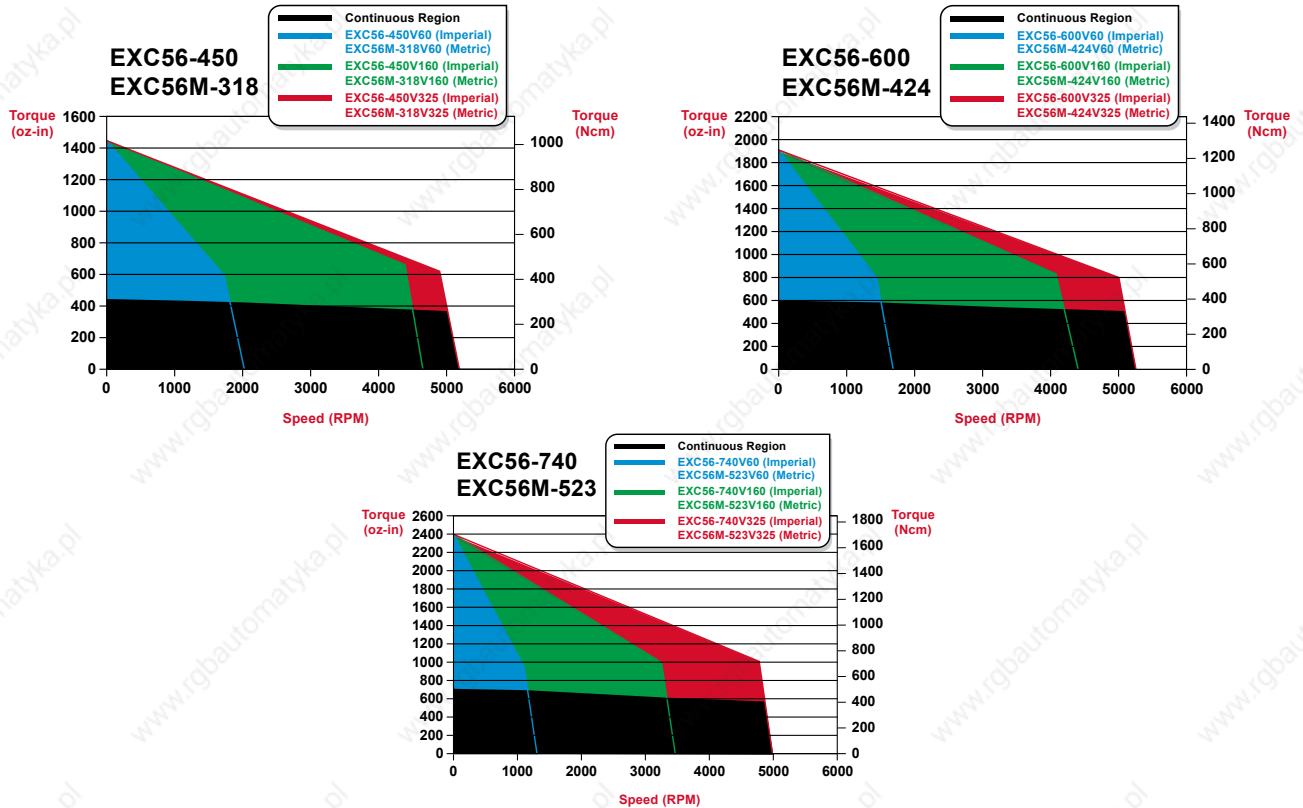 EXC56-450
EXC56M-318
Continuous Region
EXC56-450V60 (Imperial)
EXC56M-318V60 (Metric)
EXC56-450V160 (Imperial)
EXC56M-318V160 (Metric)
EXC56-450V325 (Imperial)
EXC56M-318V325 (Metric)
Torque
(oz-in)
1600
1400
1200
1000
800
600
400
200
0
Torque
(Ncm)
1000
800
600
400
200
0
0 1000 2000 3000 4000 5000 6000
Speed (RPM)
EXC56-600
EXC56M-424
Continuous Region
EXC56-600V60 (Imperial)
EXC56M-424V60 (Metric)
EXC56-600V160 (Imperial)
EXC56M-424V160 (Metric)
EXC56-600V325 (Imperial)
EXC56M-424V325 (Metric)
Torque
(oz-in)
2200
2000
1800
1600
1400
1200
1000
800
600
400
200
0
Torque
(Ncm)
1400
1200
1000
800
600
400
200
0
0 1000 2000 3000 4000 5000 6000
Speed (RPM)
EXC56-740
EXC56M-523
Continuous Region
EXC56-740V60 (Imperial)
EXC56M-523V60 (Metric)
EXC56-740V160 (Imperial)
EXC56M-523V160 (Metric)
EXC56-740V325 (Imperial)
EXC56M-523V325 (Metric)
Torque
(oz-in)
2600
2400
2200
2000
1800
1600
1400
1200
1000
800
600
400
200
0
Torque
(Ncm)
1800
1600
1400
1200
1000
800
600
400
200
0
0 1000 2000 3000 4000 5000 6000
Speed (RPM)
www.rgbautomatyka.pl